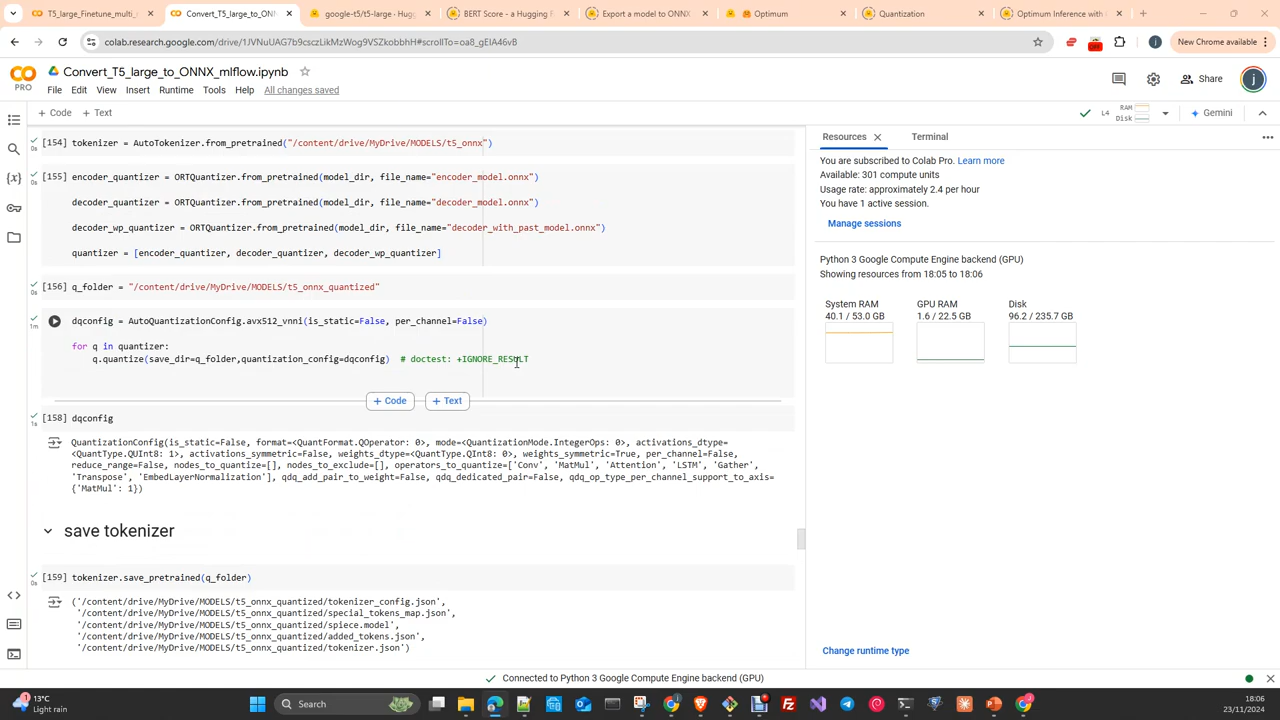 T5_large_Finetune_multi_
Convert_T5_large_to_ONN
google-t5/t5-large - Hugg
BERT Score - a Hugging F
Export a model to ONNX
Optimum
Quantization
Optimum Inference with
colab.research.google.com/drive/1JVNuUAG7b9csczLikMzWog9VSZkobbhH#scrollTo=oa8_gEIA46vB
New Chrome available
PRO
Convert_T5_large_to_ONNX_mlflow.ipynb
File Edit View Insert Runtime Tools Help All changes saved
Share
+ Code + Text
L4 RAM
Disk
Gemini
[154] tokenizer = AutoTokenizer.from_pretrained("/content/drive/MyDrive/MODELS/t5_onnx")
0s
[155] encoder_quantizer = ORTQuantizer.from_pretrained(model_dir, file_name="encoder_model.onnx")
0s
decoder_quantizer = ORTQuantizer.from_pretrained(model_dir, file_name="decoder_model.onnx")
decoder_wp_quantizer = ORTQuantizer.from_pretrained(model_dir, file_name="decoder_with_past_model.onnx")
quantizer = [encoder_quantizer, decoder_quantizer, decoder_wp_quantizer]
[156] q_folder = "/content/drive/MyDrive/MODELS/t5_onnx_quantized"
0s
dqconfig = AutoQuantizationConfig.avx512_vnni(is_static=False, per_channel=False)
1m
for q in quantizer:
q.quantize(save_dir=q_folder,quantization_config=dqconfig) # doctest: +IGNORE_RESULT
+ Code + Text
[158] dqconfig
1s
QuantizationConfig(is_static=False, format=<QuantFormat.QOperator: 0>, mode=<QuantizationMode.IntegerOps: 0>, activations_dtype=
<QuantType.QUInt8: 1>, activations_symmetric=False, weights_dtype=<QuantType.QInt8: 0>, weights_symmetric=True, per_channel=False,
reduce_range=False, nodes_to_quantize=[], nodes_to_exclude=[], operators_to_quantize=['Conv', 'MatMul', 'Attention', 'LSTM', 'Gather',
'Transpose', 'EmbedLayerNormalization'], qdq_add_pair_to_weight=False, qdq_dedicated_pair=False, qdq_op_type_per_channel_support_to_axis=
{'MatMul': 1})
save tokenizer
[159] tokenizer.save_pretrained(q_folder)
0s
('/content/drive/MyDrive/MODELS/t5_onnx_quantized/tokenizer_config.json',
'/content/drive/MyDrive/MODELS/t5_onnx_quantized/special_tokens_map.json',
'/content/drive/MyDrive/MODELS/t5_onnx_quantized/spiece.model',
'/content/drive/MyDrive/MODELS/t5_onnx_quantized/added_tokens.json',
'/content/drive/MyDrive/MODELS/t5_onnx_quantized/tokenizer.json')
Resources
Terminal
You are subscribed to Colab Pro. Learn more
Available: 301 compute units
Usage rate: approximately 2.4 per hour
You have 1 active session.
Manage sessions
Python 3 Google Compute Engine backend (GPU)
Showing resources from 18:05 to 18:06
System RAM
40.1 / 53.0 GB
GPU RAM
1.6 / 22.5 GB
Disk
96.2 / 235.7 GB
Change runtime type
Connected to Python 3 Google Compute Engine backend (GPU)
13°C
Light rain
Search
18:06
23/11/2024